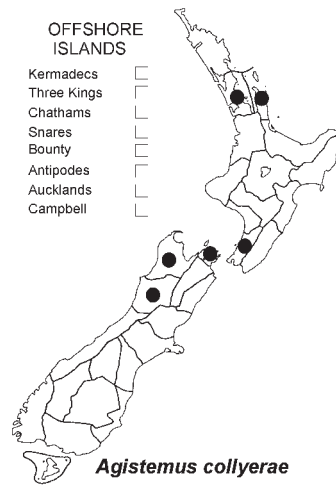 OFFSHORE
ISLANDS
Kermadecs
Three Kings
Chathams
Snares
Bounty
Antipodes
Aucklands
Campbell
Agistemus collyerae